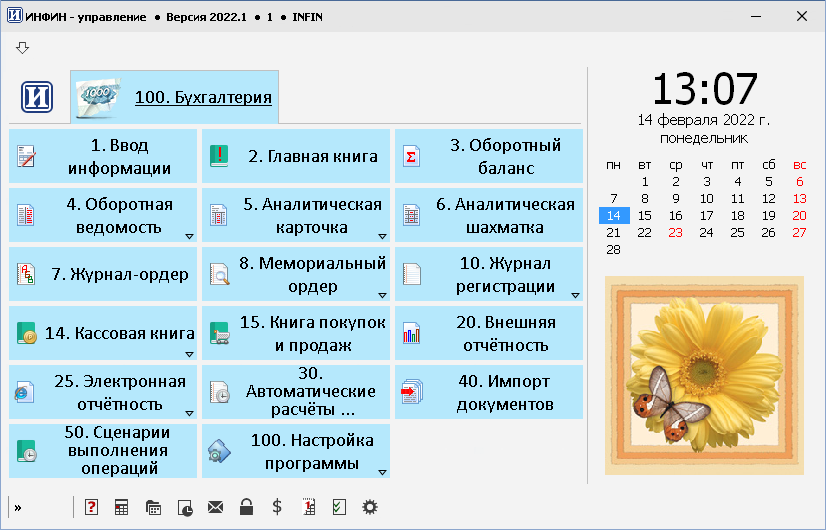 ИНФИН - управление ● Версия 2022.1 ● 1 ● INFIN
И
1000
100. Бухгалтерия
1. Ввод
информации
2. Главная книга
3. Оборотный
баланс
4. Оборотная
ведомость
5. Аналитическая
карточка
6. Аналитическая
шахматка
7. Журнал-ордер
8. Мемориальный
ордер
10. Журнал
регистрации
14. Кассовая книга
15. Книга покупок
и продаж
20. Внешняя
отчётность
25. Электронная
отчётность
30.
Автоматические
расчёты ...
40. Импорт
документов
50. Сценарии
выполнения
операций
100. Настройка
программы
13:07
14 февраля 2022 г.
понедельник
пн вт ср чт пт сб вс
1 2 3 4 5 6
7 8 9 10 11 12 13
14 15 16 17 18 19 20
21 22 23 24 25 26 27
28
»